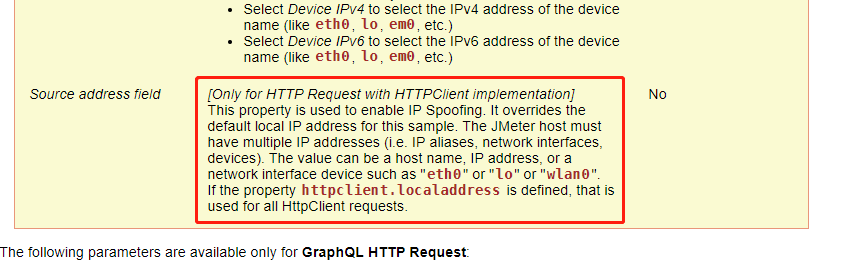 • Select Device IPv4 to select the IPv4 address of the device
name (like eth0, lo, em0, etc.)
• Select Device IPv6 to select the IPv6 address of the device
name (like eth0, lo, em0, etc.)
Source address field
[Only for HTTP Request with HTTPClient implementation]
No
This property is used to enable IP Spoofing. It overrides the
default local IP address for this sample. The JMeter host must
have multiple IP addresses (i.e. IP aliases, network interfaces,
devices). The value can be a host name, IP address, or a
network interface device such as "eth0" or "lo" or "wlan0".
If the property httpclient.localaddress is defined, that is
used for all HttpClient requests.
The following parameters are available only for GraphQL HTTP Request: